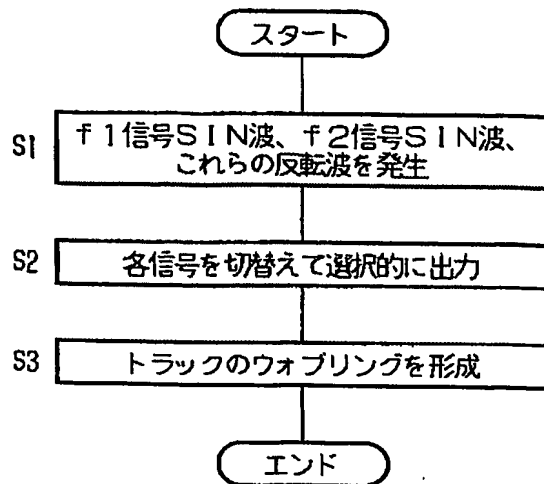 スタート
S1
f1信号SIN波、f2信号SIN波、
これらの反転波を発生
S2
各信号を切替えて選択的に出力
S3
トラックのウォブリングを形成
エンド